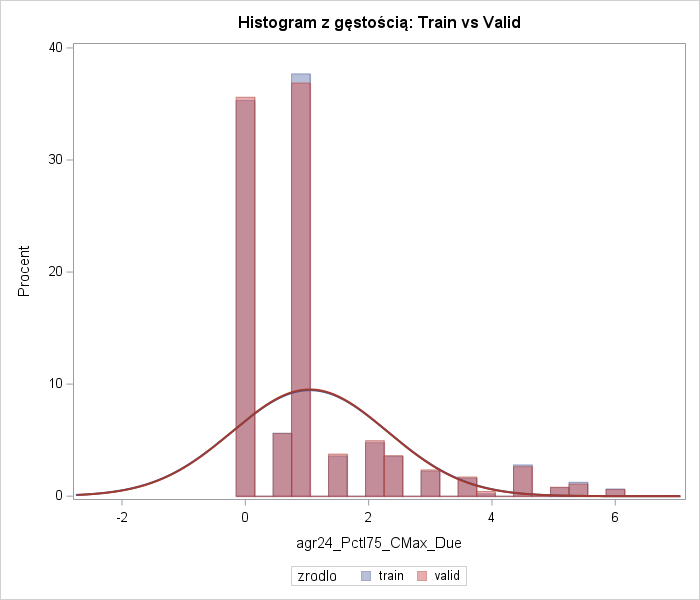 Histogram z gęstością: Train vs Valid
40
30
20
10
0
Procent
-2 0 2 4 6
agr24_Pctl75_CMax_Due
zrodlo train valid